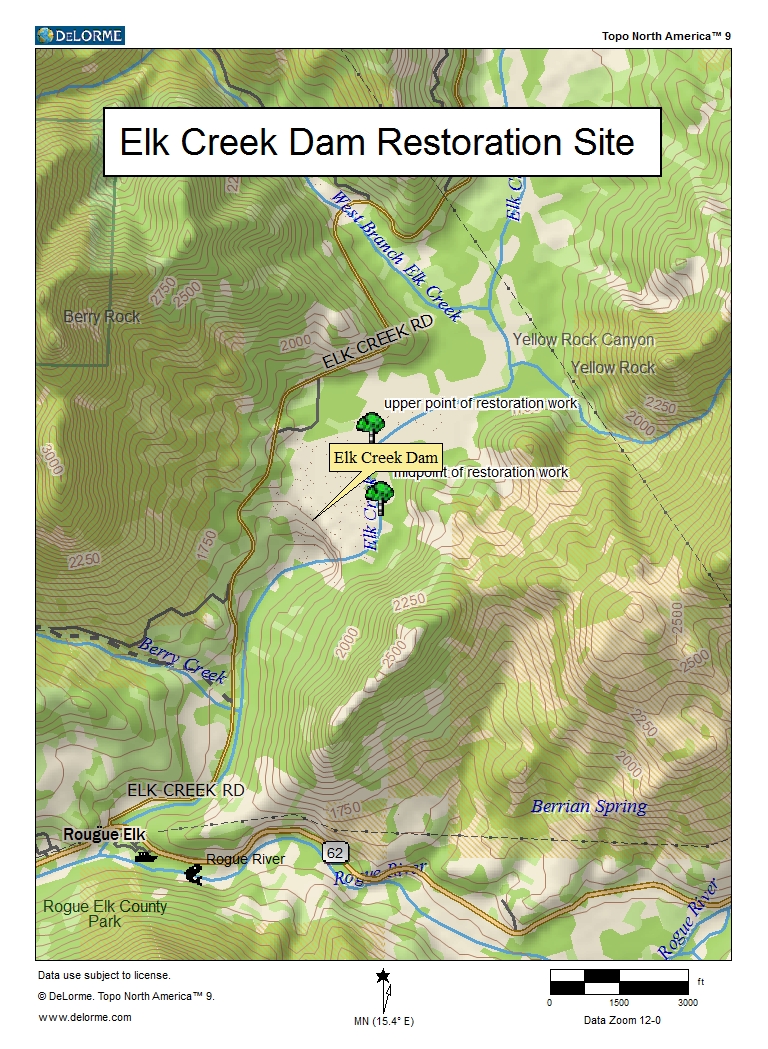 DELORME
Topo North America™ 9
Elk Creek Dam Restoration Site
22
Elk C
West Branch Elk Creek
2750
2500
Berry Rock
2000
ELK CREEK RD
Yellow Rock Canyon
Yellow Rock
upper point of restoration work
1750
2250
2000
Elk Creek Dam
midpoint of restoration work
3000
Elk Cr
1750
2250
2250
2000
2500
2500
2500
Berry Creek
2250
2000
ELK CREEK RD
1750
Berrian Spring
Rougue Elk
Rogue River
62
Rogue River
Rogue River
Rogue Elk County
Park
Data use subject to license.
© DeLorme. Topo North America™ 9.
www.delorme.com
MN (15.4° E)
ft
0 1500 3000
Data Zoom 12-0